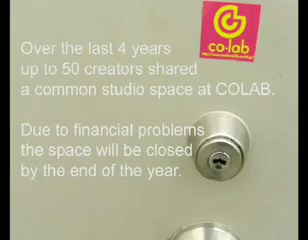 Over the last 4 years
up to 50 creators shared
a common studio space at COLAB.
Due to financial problems
the space will be closed
by the end of the year.
co-lab